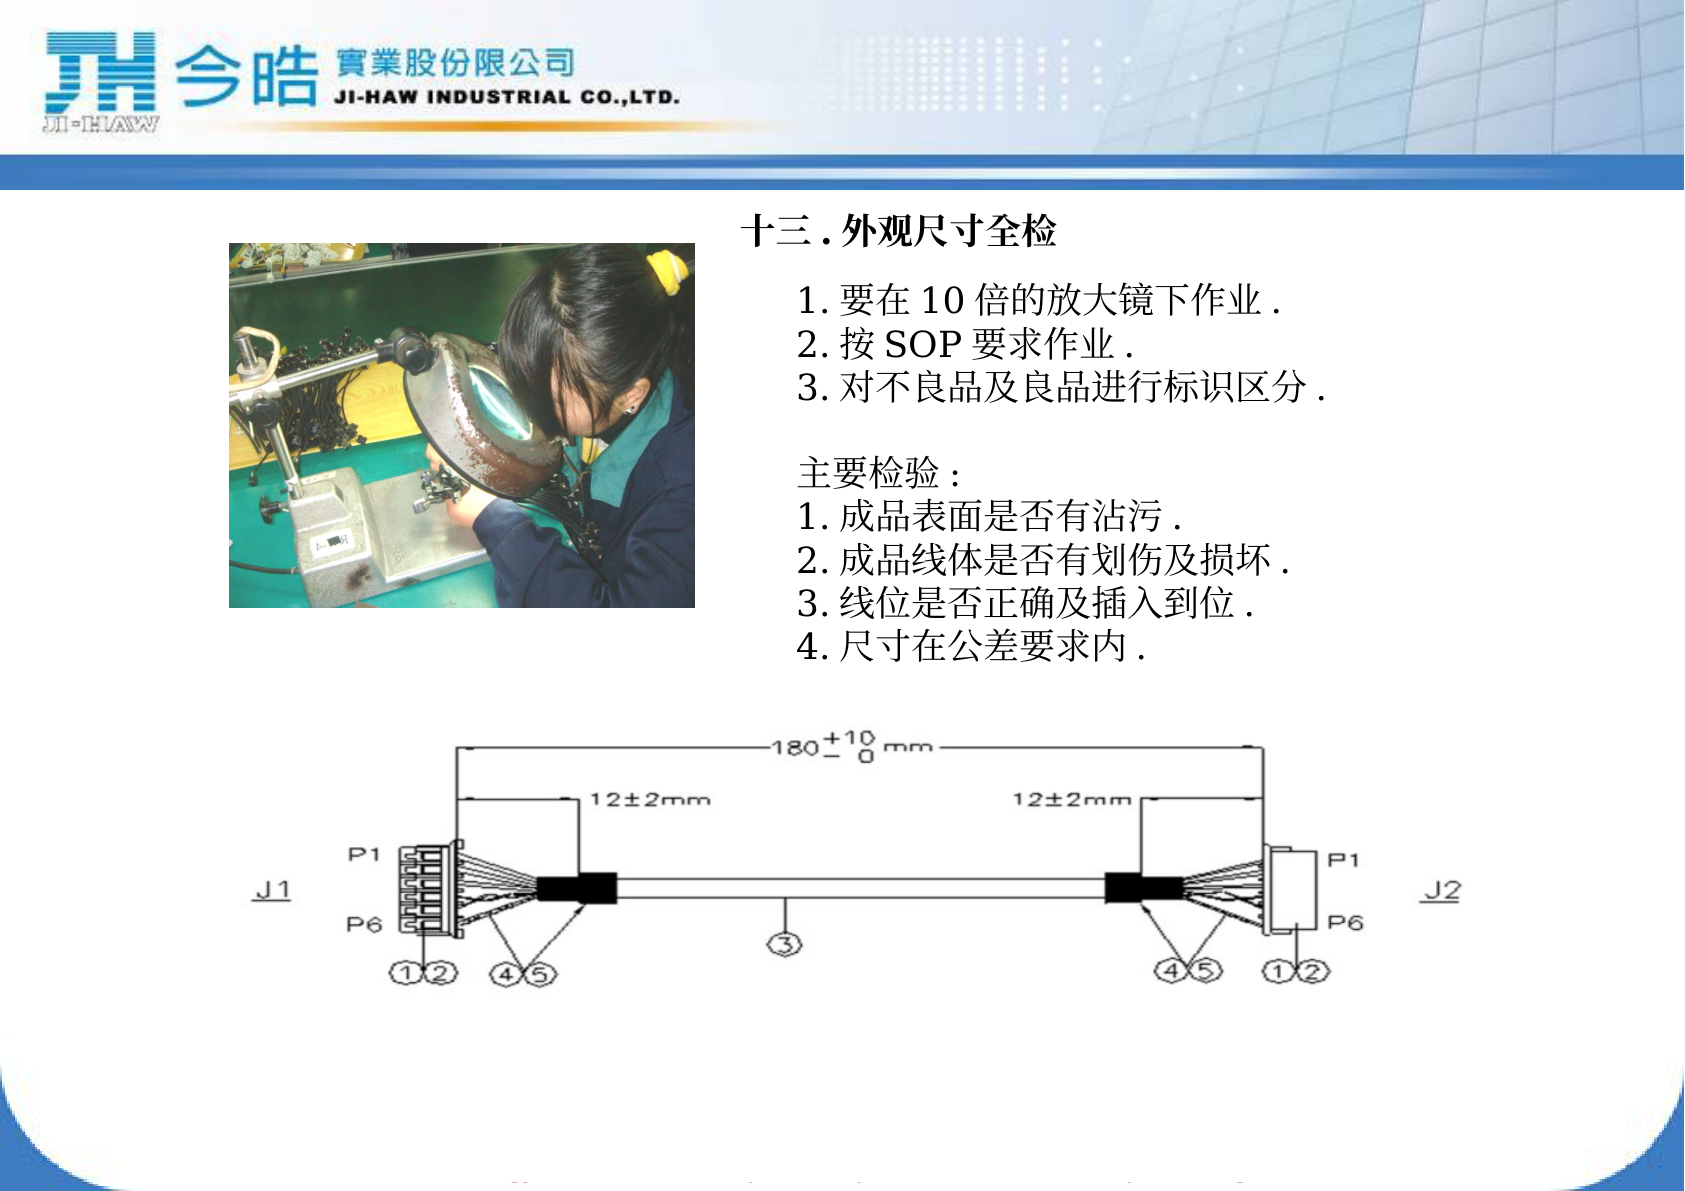 JH 今皓 實業股份限公司
JI-HAW INDUSTRIAL CO.,LTD.
JI-HAW
十三 . 外观尺寸全检
1. 要在 10 倍的放大镜下作业 .
2. 按 SOP 要求作业 .
3. 对不良品及良品进行标识区分 .
主要检验 :
1. 成品表面是否有沾污 .
2. 成品线体是否有划伤及损坏 .
3. 线位是否正确及插入到位 .
4. 尺寸在公差要求内 .
180 +10 - 0 mm
12±2mm 12±2mm
P1 P1
J1 J2
P6 P6
③
① ② ④ ⑤ ④ ⑤ ① ②